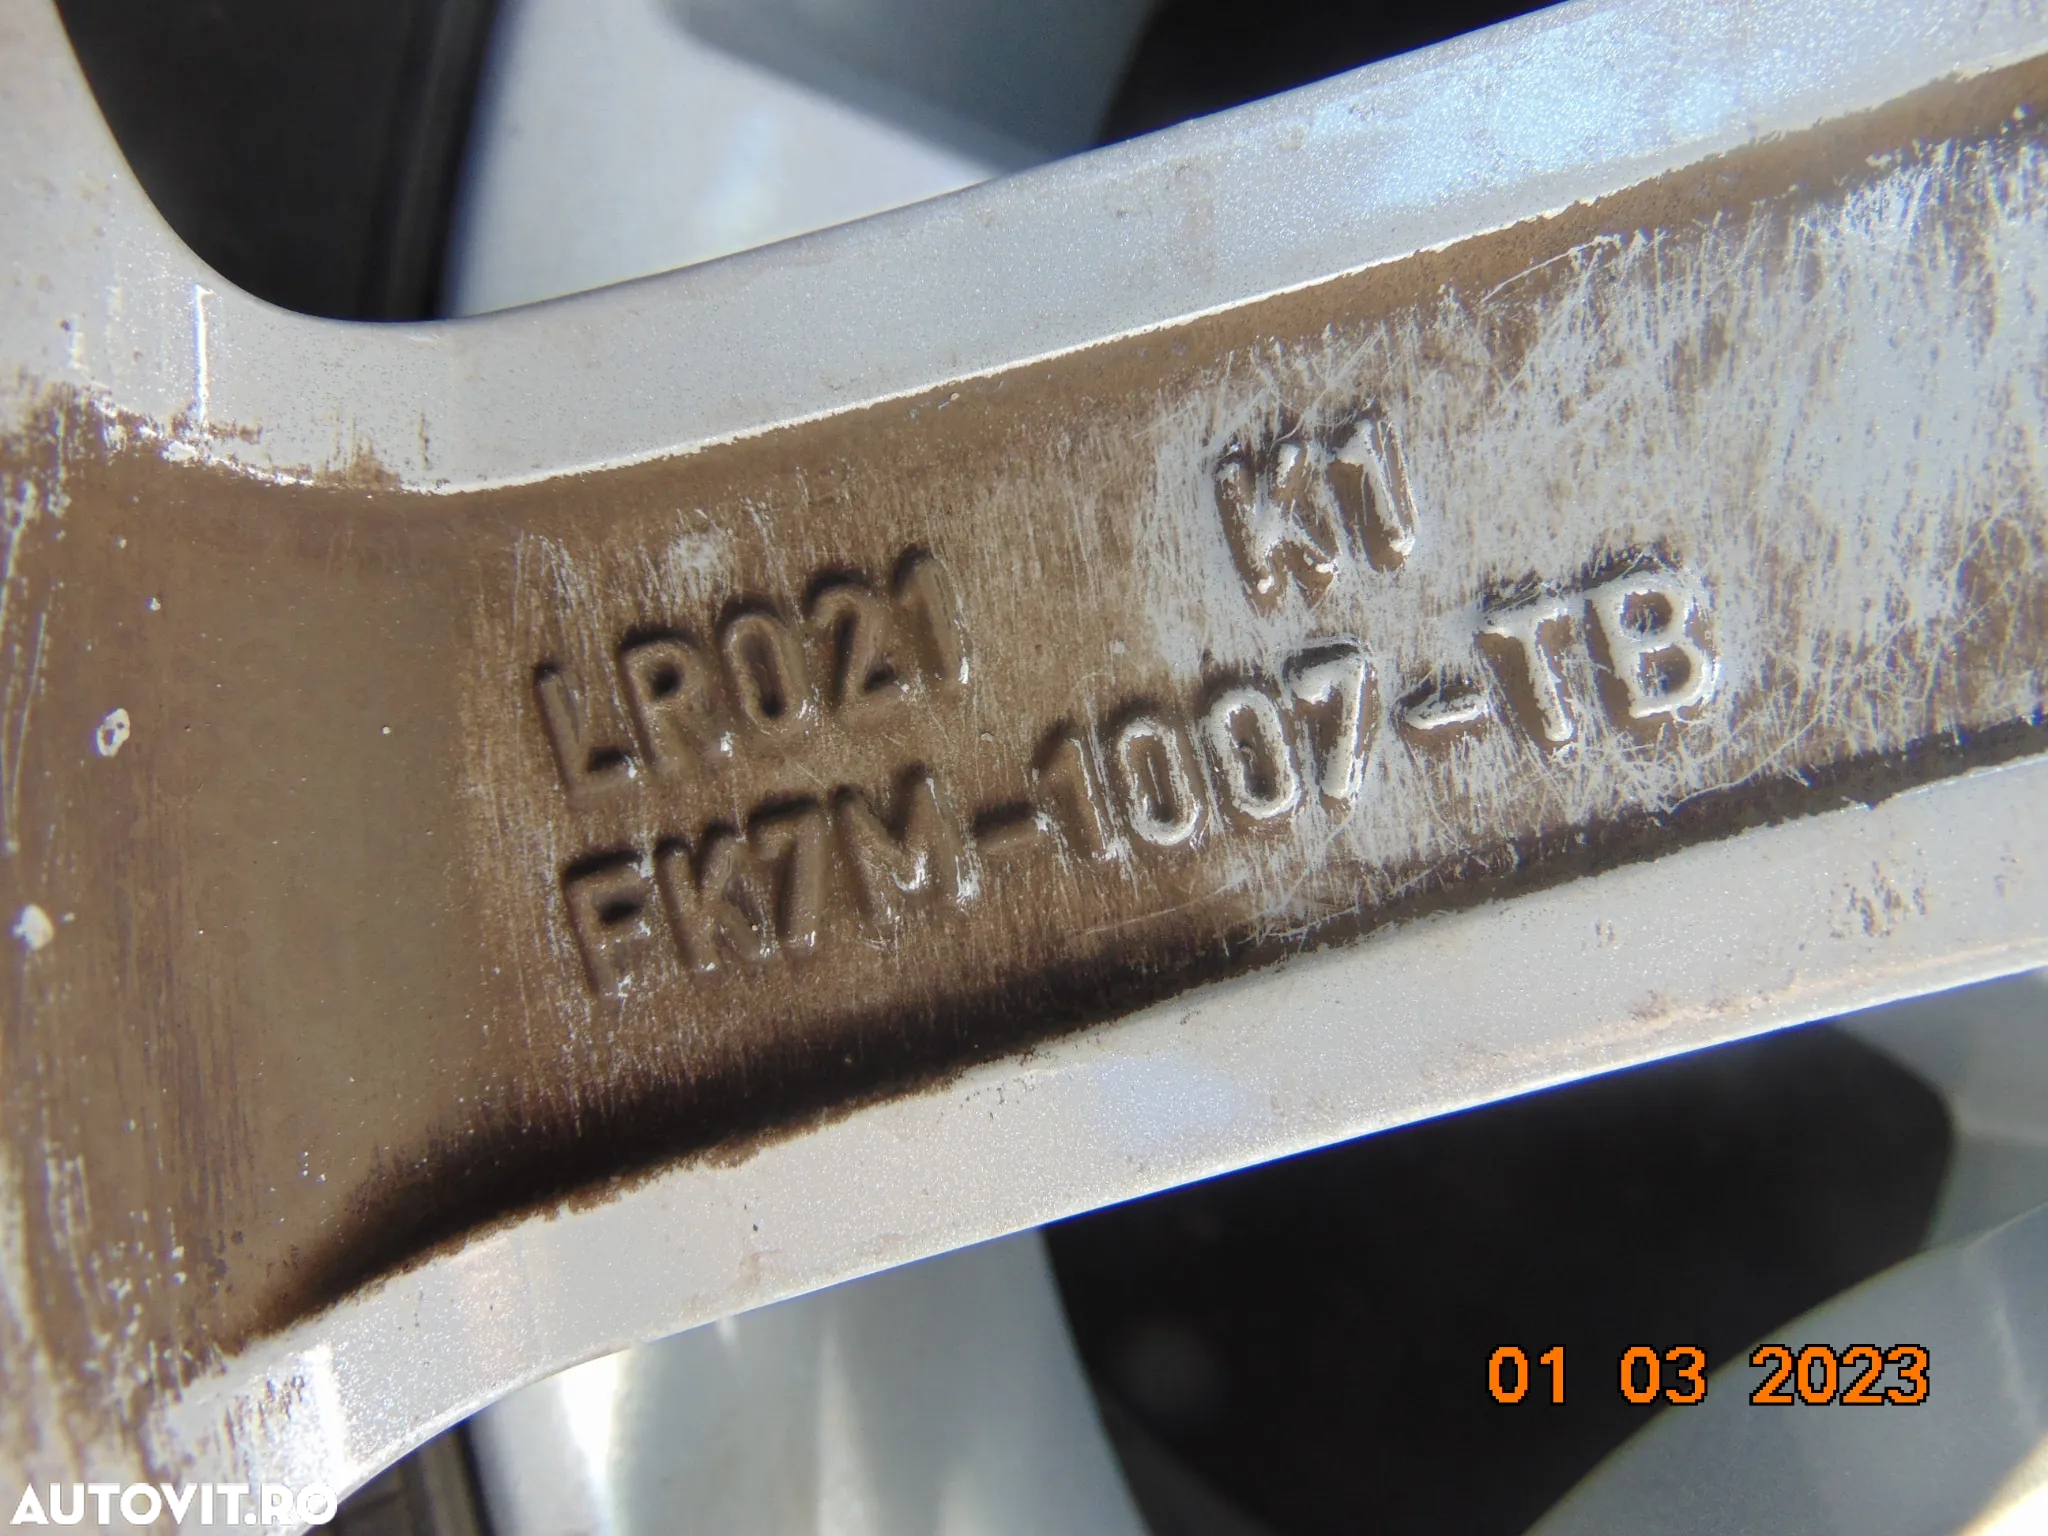 K1
LR021
FK7M-1007-TB
01 03 2023
AUTOVIT.RO